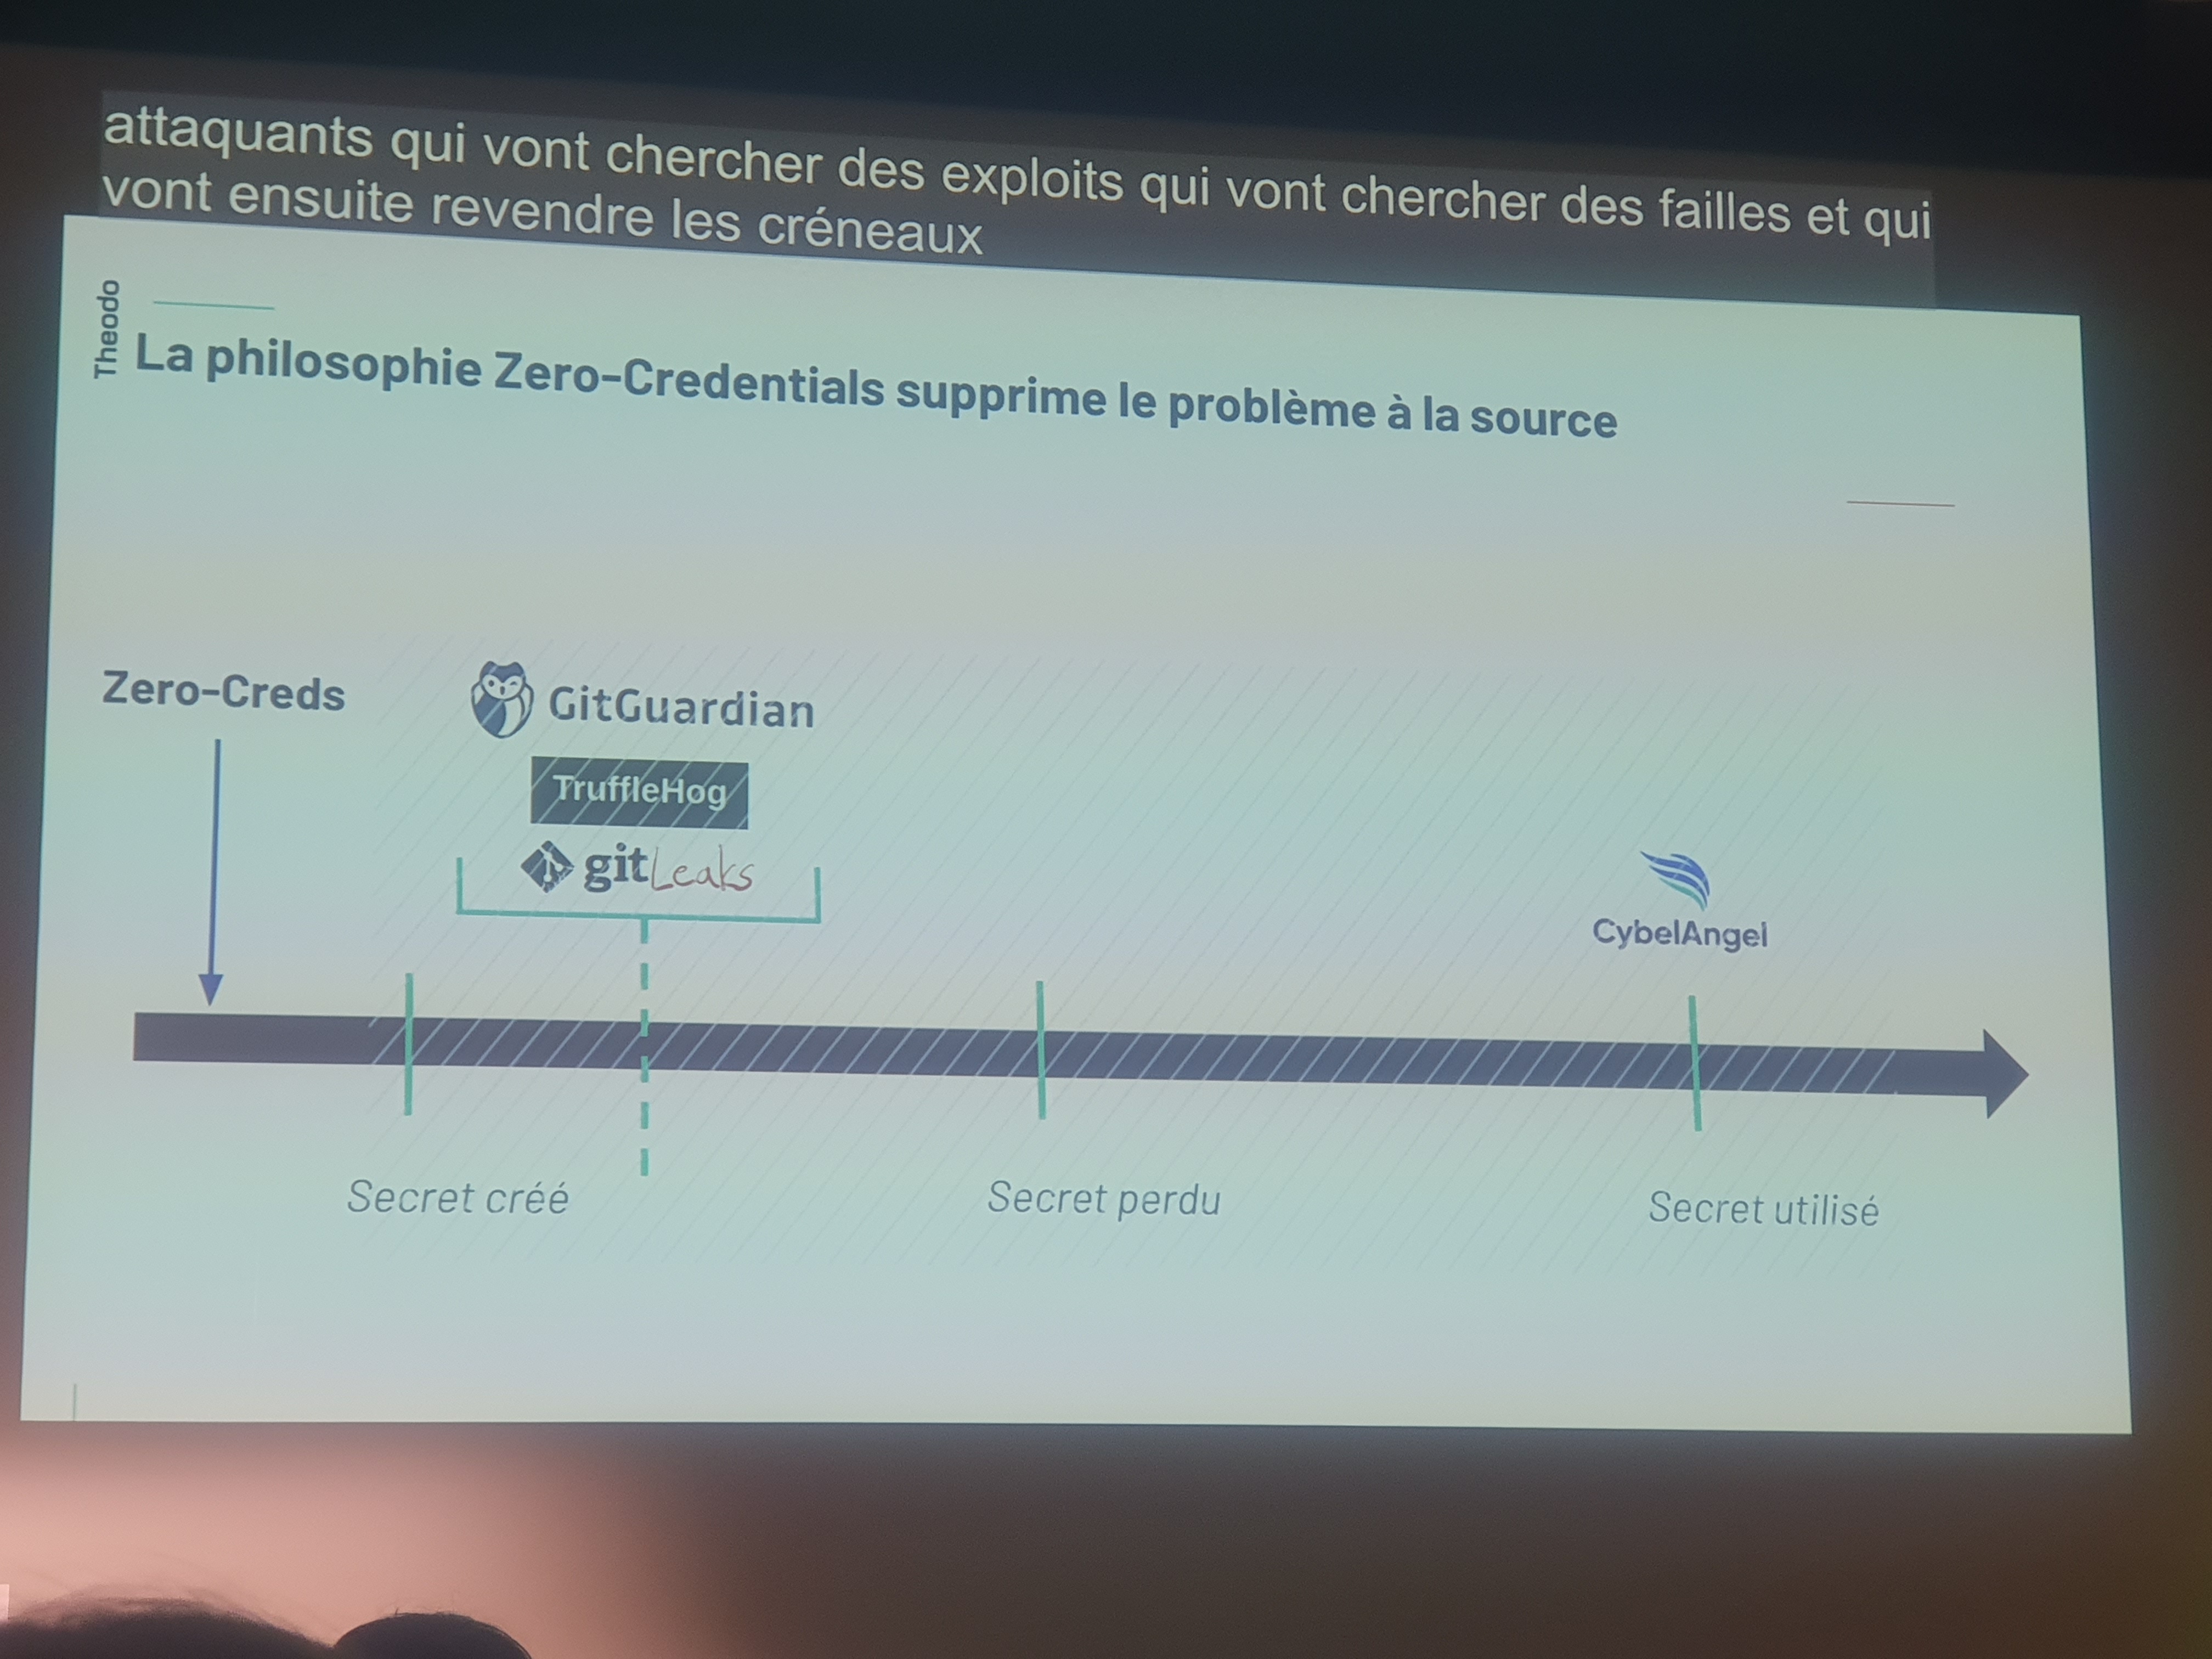 attaquants qui vont chercher des exploits qui vont chercher des failles et qui
vont ensuite revendre les créneaux
Theodo
La philosophie Zero-Credentials supprime le problème à la source
Zero-Creds
GitGuardian
TruffleHog
gitLeaks
CybelAngel
Secret créé
Secret perdu
Secret utilisé